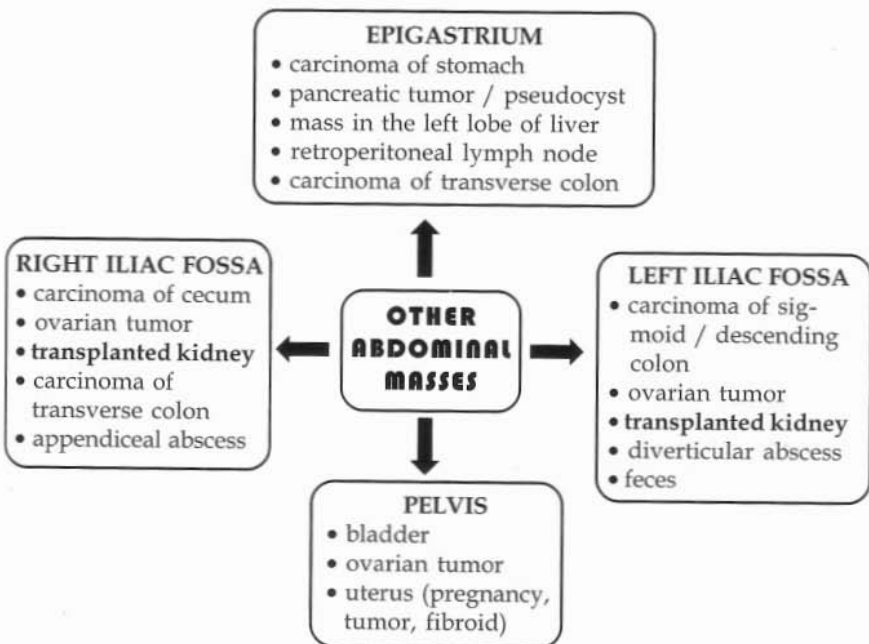 EPIGASTRIUM
• carcinoma of stomach
• pancreatic tumor / pseudocyst
• mass in the left lobe of liver
• retroperitoneal lymph node
• carcinoma of transverse colon
RIGHT ILIAC FOSSA
• carcinoma of cecum
• ovarian tumor
• transplanted kidney
• carcinoma of
transverse colon
• appendiceal abscess
OTHER
ABDOMINAL
MASSES
LEFT ILIAC FOSSA
• carcinoma of sig-
moid / descending
colon
• ovarian tumor
• transplanted kidney
• diverticular abscess
• feces
PELVIS
• bladder
• ovarian tumor
• uterus (pregnancy,
tumor, fibroid)